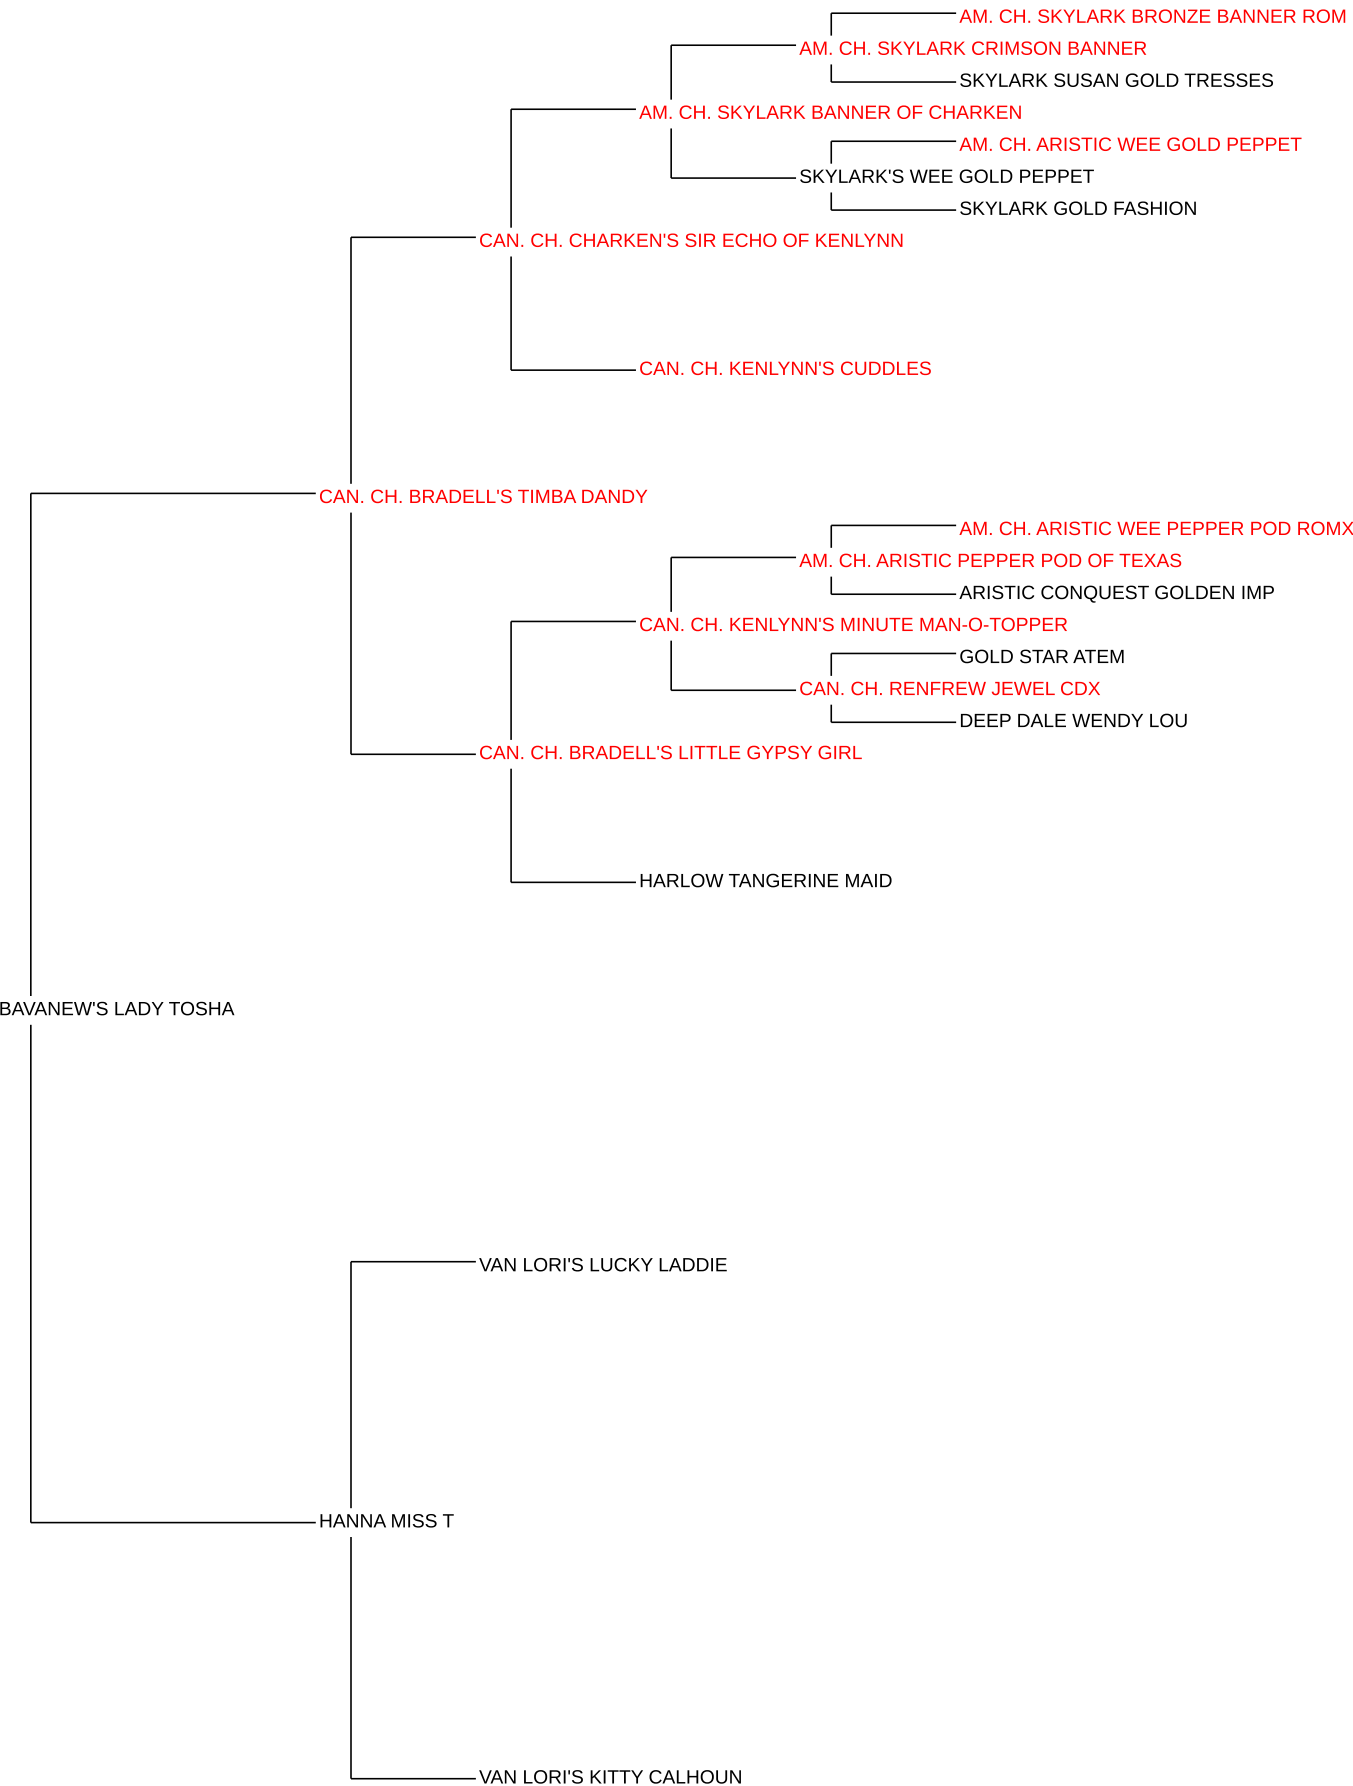 AM. CH. SKYLARK BRONZE BANNER ROM
AM. CH. SKYLARK CRIMSON BANNER
SKYLARK SUSAN GOLD TRESSES
AM. CH. SKYLARK BANNER OF CHARKEN
AM. CH. ARISTIC WEE GOLD PEPPET
SKYLARK'S WEE GOLD PEPPET
SKYLARK GOLD FASHION
CAN. CH. CHARKEN'S SIR ECHO OF KENLYNN
CAN. CH. KENLYNN'S CUDDLES
CAN. CH. BRADELL'S TIMBA DANDY
AM. CH. ARISTIC WEE PEPPER POD ROMX
AM. CH. ARISTIC PEPPER POD OF TEXAS
ARISTIC CONQUEST GOLDEN IMP
CAN. CH. KENLYNN'S MINUTE MAN-O-TOPPER
GOLD STAR ATEM
CAN. CH. RENFREW JEWEL CDX
DEEP DALE WENDY LOU
CAN. CH. BRADELL'S LITTLE GYPSY GIRL
HARLOW TANGERINE MAID
BAVANEW'S LADY TOSHA
VAN LORI'S LUCKY LADDIE
HANNA MISS T
VAN LORI'S KITTY CALHOUN